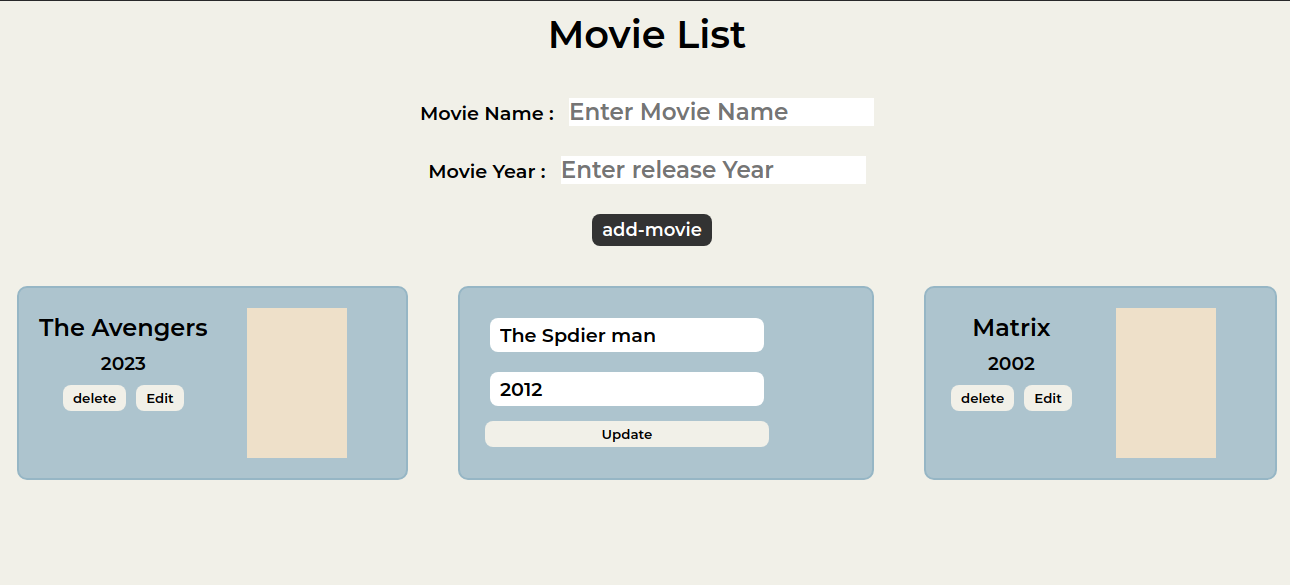 Movie List
Movie Name : Enter Movie Name
Movie Year : Enter release Year
add-movie
The Avengers
2023
delete Edit
The Spdier man
2012
Update
Matrix
2002
delete Edit